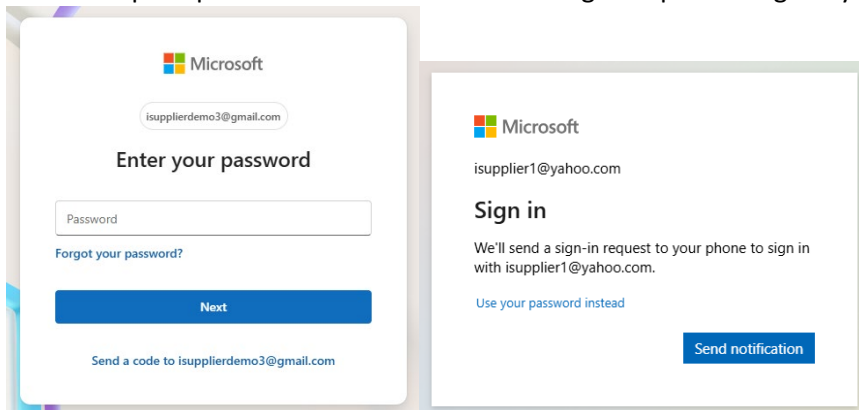 Microsoft
isupplierdemo3@gmail.com
Enter your password
Password
Forgot your password?
Next
Send a code to isupplierdemo3@gmail.com
Microsoft
isupplier1@yahoo.com
Sign in
We'll send a sign-in request to your phone to sign in
with isupplier1@yahoo.com.
Use your password instead
Send notification